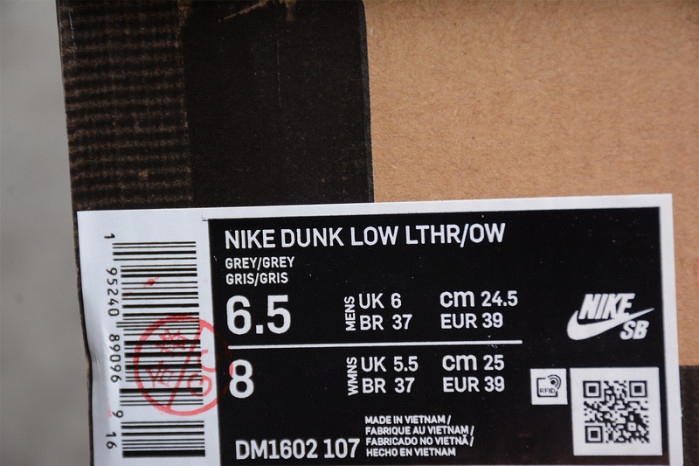 NIKE DUNK LOW LTHR/OW
GREY/GREY
GRIS/GRIS
6.5
MENS
UK 6
cm 24.5
BR 37
EUR 39
8
WMNS
UK 5.5
cm 25
BR 37
EUR 39
NIKE
SB
RFID
DM1602 107
MADE IN VIETNAM/
FABRIQUE AU VIETNAM/
FABRICADO NO VIETNÃ/
HECHO EN VIETNAM
1 95240 89096 9 16